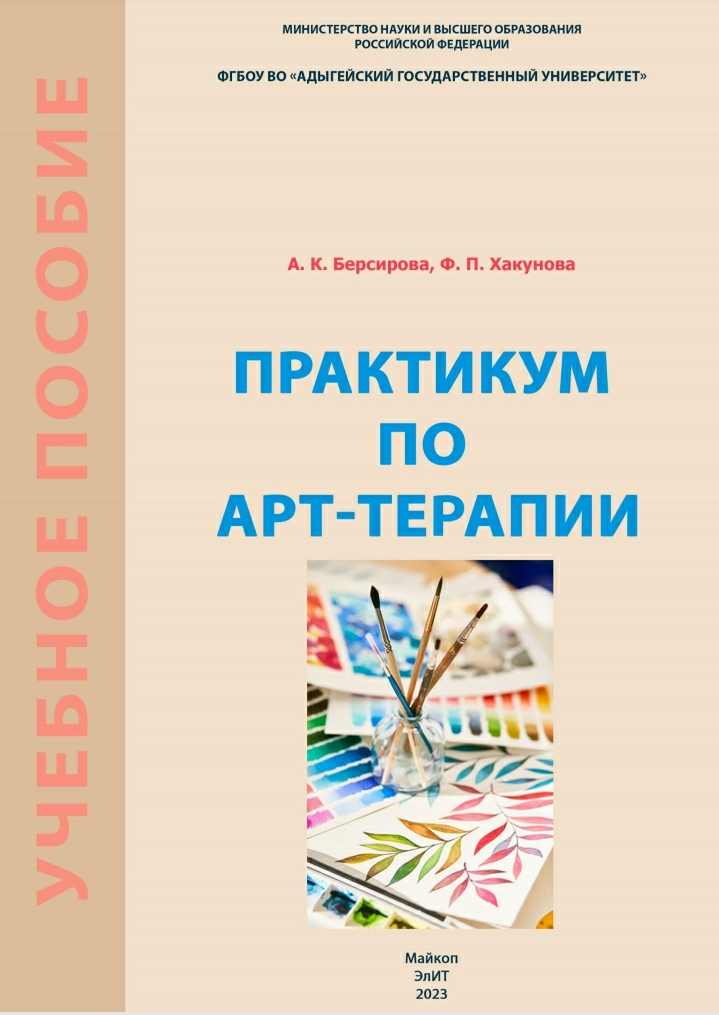 МИНИСТЕРСТВО НАУКИ И ВЫСШЕГО ОБРАЗОВАНИЯ
РОССИЙСКОЙ ФЕДЕРАЦИИ
ФГБОУ ВО «АДЫГЕЙСКИЙ ГОСУДАРСТВЕННЫЙ УНИВЕРСИТЕТ»
УЧЕБНОЕ ПОСОБИЕ
А. К. Берсирова, Ф. П. Хакунова
ПРАКТИКУМ
ПО
АРТ-ТЕРАПИИ
Майкоп
ЭлИТ
2023